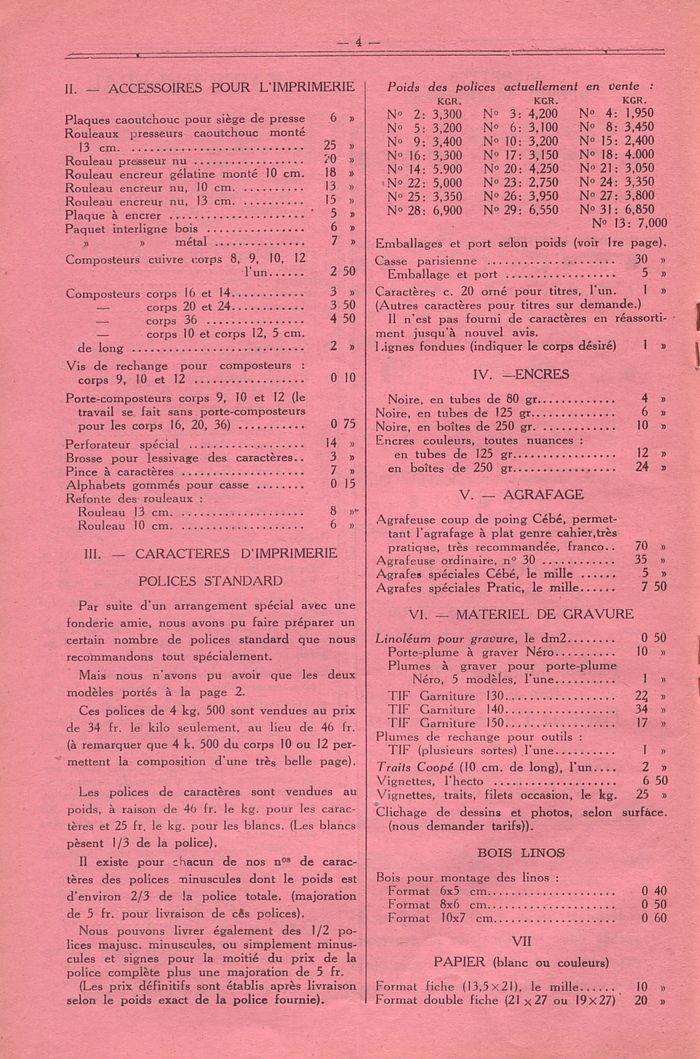 — 4 —
II. — ACCESSOIRES POUR L'IMPRIMERIE
Plaques caoutchouc pour siège de presse 6 »
Rouleaux presseurs caoutchouc monté
13 cm. .......................... 25 »
Rouleau presseur nu ................. 20 »
Rouleau encreur gélatine monté 10 cm. 18 »
Rouleau encreur nu, 10 cm. .......... 13 »
Rouleau encreur nu, 13 cm. .......... 15 »
Plaque à encrer ..................... 5 »
Paquet interligne bois ............... 6 »
» » métal .............. 7 »
Composteurs cuivre corps 8, 9, 10, 12
l'un...... 2 50
Composteurs corps 16 et 14........... 3 »
— corps 20 et 24........... 3 50
— corps 36 ............... 4 50
— corps 10 et corps 12, 5 cm.
de long .......................... 2 »
Vis de rechange pour composteurs :
corps 9, 10 et 12 ................. 0 10
Porte-composteurs corps 9, 10 et 12 (le
travail se fait sans porte-composteurs
pour les corps 16, 20, 36) .......... 0 75
Perforateur spécial .................. 14 »
Brosse pour lessivage des caractères.. 3 »
Pince à caractères ................... 7 »
Alphabets gommés pour casse ........ 0 15
Refonte des rouleaux :
Rouleau 13 cm. ................... 8 »
Rouleau 10 cm. ................... 6 »
III. — CARACTERES D'IMPRIMERIE
POLICES STANDARD
Par suite d'un arrangement spécial avec une
fonderie amie, nous avons pu faire préparer un
certain nombre de polices standard que nous
recommandons tout spécialement.
Mais nous n'avons pu avoir que les deux
modèles portés à la page 2.
Ces polices de 4 kg. 500 sont vendues au prix
de 34 fr. le kilo seulement, au lieu de 46 fr.
(à remarquer que 4 k. 500 du corps 10 ou 12 per-
mettent la composition d'une très belle page).
Les polices de caractères sont vendues au
poids, à raison de 46 fr. le kg. pour les carac-
tères et 25 fr. le kg. pour les blancs. (Les blancs
pèsent 1/3 de la police).
Il existe pour chacun de nos nos de carac-
tères des polices minuscules dont le poids est
d'environ 2/3 de la police totale. (majoration
de 5 fr. pour livraison de cês polices).
Nous pouvons livrer également des 1/2 po-
lices majusc. minuscules, ou simplement minus-
cules et signes pour la moitié du prix de la
police complète plus une majoration de 5 fr.
(Les prix définitifs sont établis après livraison
selon le poids exact de la police fournie).
Poids des polices actuellement en vente :
KGR. KGR. KGR.
No 2: 3,300 No 3: 4,200 No 4: 1,950
No 5: 3,200 No 6: 3,100 No 8: 3,450
No 9: 3,400 No 10: 3,200 No 15: 2,400
No 16: 3,300 No 17: 3,150 No 18: 4.000
No 14: 5.900 No 20: 4,250 No 21: 3,050
No 22: 5,000 No 23: 2,750 No 24: 3,350
No 25: 3,350 No 26: 3,950 No 27: 3,800
No 28: 6,900 No 29: 6,550 No 31: 6,850
No 13: 7,000
Emballages et port selon poids (voir 1re page).
Casse parisienne .................... 30 »
Emballage et port ................. 5 »
Caractères c. 20 orné pour titres, l'un. 1 »
(Autres caractères pour titres sur demande.)
Il n'est pas fourni de caractères en réassorti-
ment jusqu'à nouvel avis.
Lignes fondues (indiquer le corps désiré) 1 »
IV. —ENCRES
Noire, en tubes de 80 gr............. 4 »
Noire, en tubes de 125 gr............. 6 »
Noire, en boîtes de 250 gr. ........... 10 »
Encres couleurs, toutes nuances :
en tubes de 125 gr................ 12 »
en boîtes de 250 gr................ 24 »
V. — AGRAFAGE
Agrafeuse coup de poing Cébé, permet-
tant l'agrafage à plat genre cahier,très
pratique, très recommandée, franco.. 70 »
Agrafeuse ordinaire, no 30 ........... 35 »
Agrafes spéciales Cébé, le mille ...... 5 »
Agrafes spéciales Pratic, le mille...... 7 50
VI. — MATERIEL DE GRAVURE
Linoléum pour gravure, le dm2........ 0 50
Porte-plume à graver Néro.......... 10 »
Plumes à graver pour porte-plume
Néro, 5 modèles, l'une.......... 1 »
TIF Garniture 130................. 22 »
TIF Garniture 140................. 34 »
TIF Garniture 150................. 17 »
Plumes de rechange pour outils :
TIF (plusieurs sortes) l'une.......... 1 »
Traits Coopé (10 cm. de long), l'un.... 2 »
Vignettes, l'hecto ................... 6 50
Vignettes, traits, filets occasion, le kg. 25 »
Clichage de dessins et photos, selon surface.
(nous demander tarifs)).
BOIS LINOS
Bois pour montage des linos :
Format 6x5 cm.................... 0 40
Format 8x6 cm.................... 0 50
Format 10x7 cm................... 0 60
VII
PAPIER (blanc ou couleurs)
Format fiche (13,5×21), le mille...... 10 »
Format double fiche (21×27 ou 19×27) 20 »